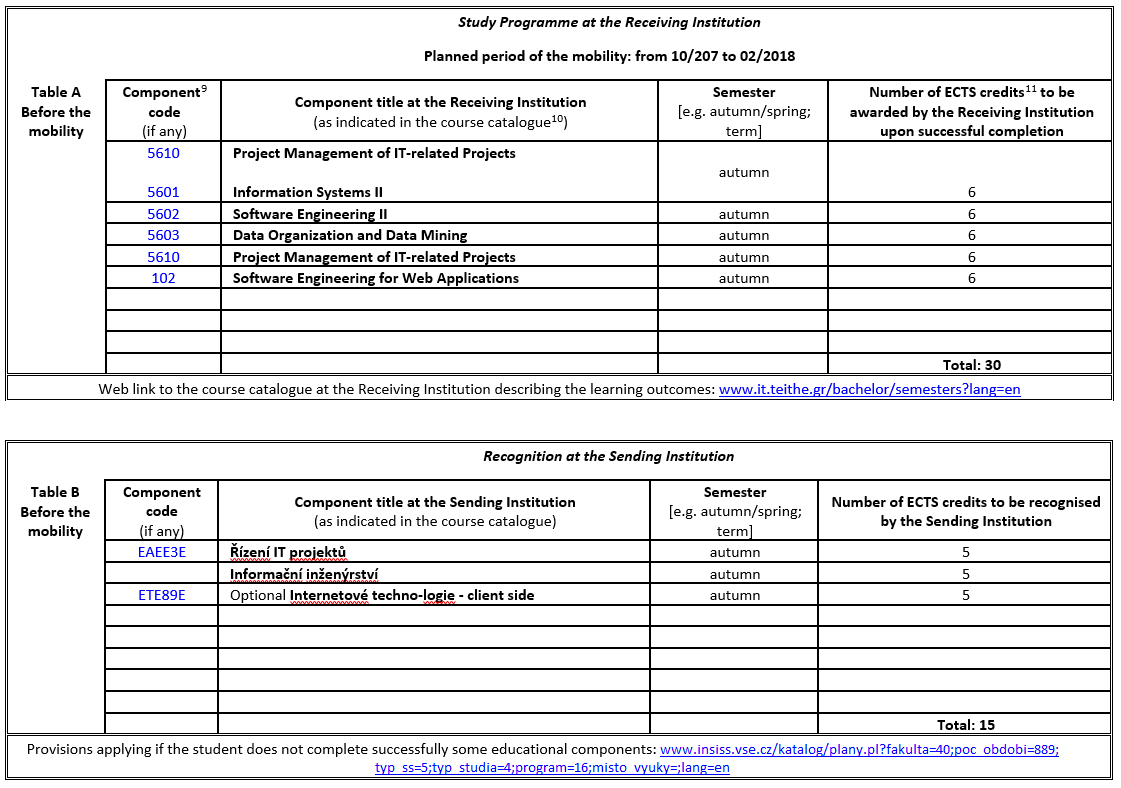 Study Programme at the Receiving Institution
Planned period of the mobility: from 10/207 to 02/2018
Table A
Before the
mobility
Component9
code
(if any)
Component title at the Receiving Institution
(as indicated in the course catalogue10)
Semester
[e.g. autumn/spring;
term]
Number of ECTS credits11 to be
awarded by the Receiving Institution
upon successful completion
5610 Project Management of IT-related Projects
autumn
5601 Information Systems II 6
5602 Software Engineering II autumn 6
5603 Data Organization and Data Mining autumn 6
5610 Project Management of IT-related Projects autumn 6
102 Software Engineering for Web Applications autumn 6
Total: 30
Web link to the course catalogue at the Receiving Institution describing the learning outcomes: www.it.teithe.gr/bachelor/semesters?lang=en
Recognition at the Sending Institution
Table B
Before the
mobility
Component
code
(if any)
Component title at the Sending Institution
(as indicated in the course catalogue)
Semester
[e.g. autumn/spring;
term]
Number of ECTS credits to be recognised
by the Sending Institution
EAEE3E Řízení IT projektů autumn 5
Informační inženýrství autumn 5
ETE89E Optional Internetové techno-logie - client side autumn 5
Total: 15
Provisions applying if the student does not complete successfully some educational components: www.insiss.vse.cz/katalog/plany.pl?fakulta=40;poc_obdobi=889;
typ_ss=5;typ_studia=4;program=16;misto_vyuky=;lang=en